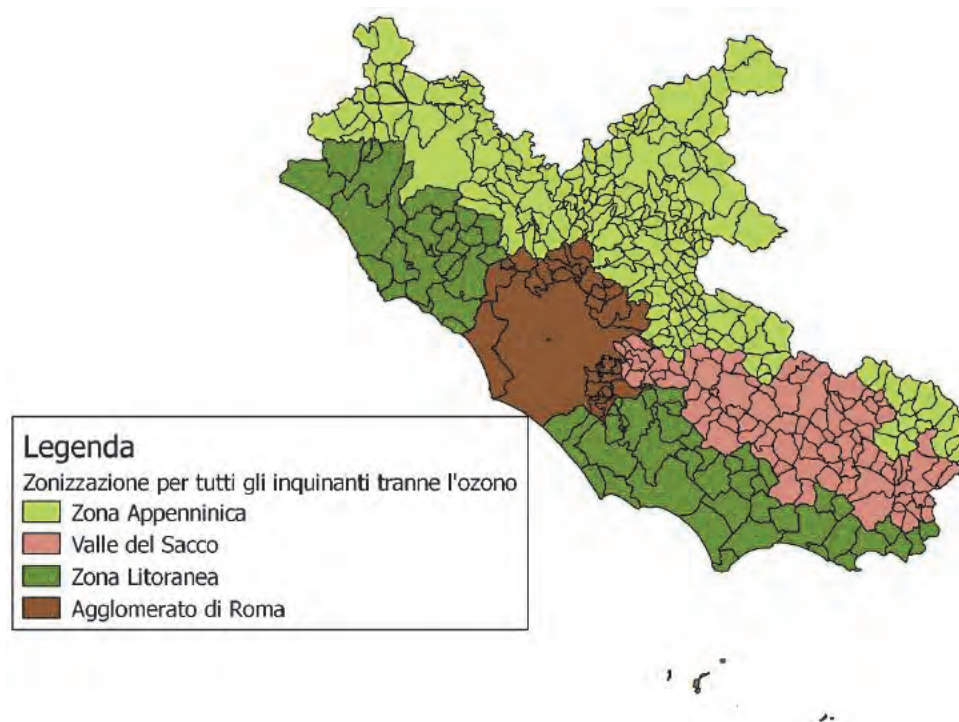 Legenda
Zonizzazione per tutti gli inquinanti tranne l'ozono
Zona Appenninica
Valle del Sacco
Zona Litoranea
Agglomerato di Roma